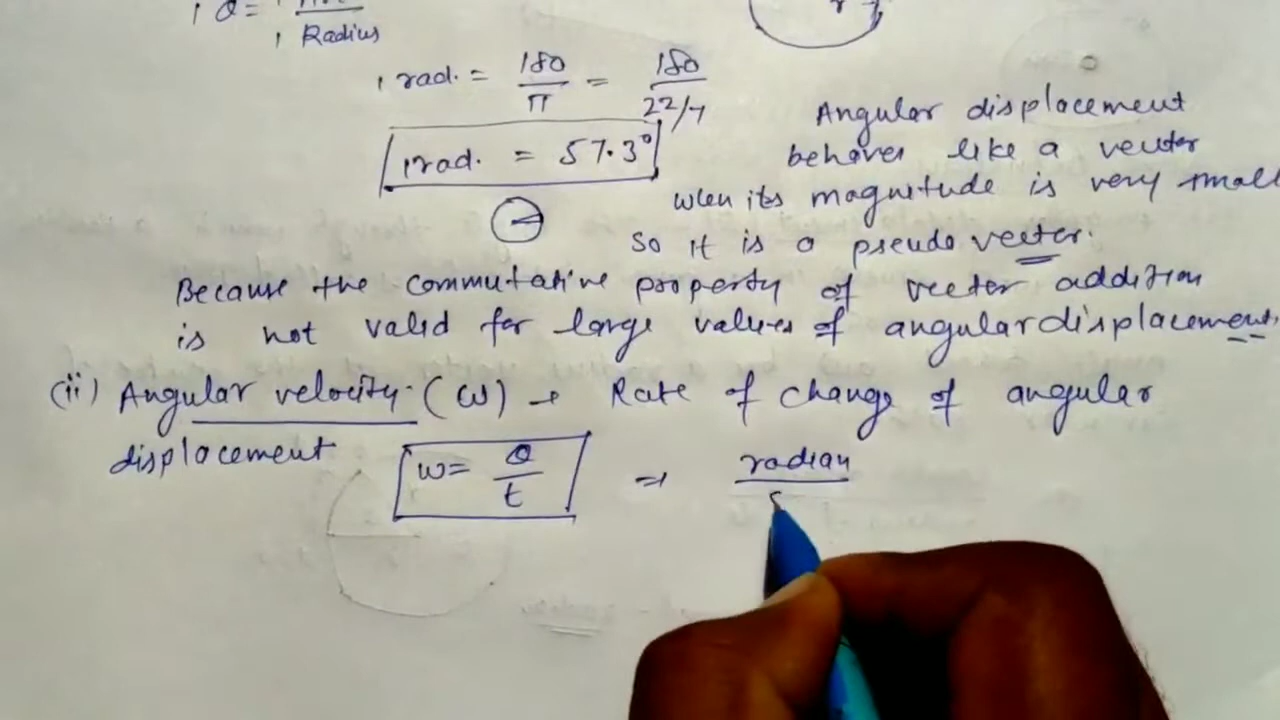 θ =
Radius
1 rad. = 180/π = 180/22/7
1 rad. = 57.3°
Angular displacement
behaves like a vector
when its magnitude is very small
so it is a pseudo vector.
Because the commutative property of vector addition
is not valid for large values of angular displacement.
(ii) Angular velocity. (ω) → Rate of change of angular
displacement ω = θ/t ⇒ radian/s